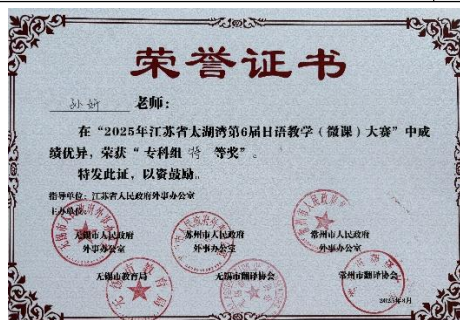 荣誉证书
孙妍 老师：
在“2025年江苏省太湖湾第6届日语教学（微课）大赛”中成
绩优异，荣获“专科组 特 等奖”。
特发此证，以资鼓励。
指导单位：江苏省人民政府外事办公室
主办单位：
无锡市人民政府 苏州市人民政府 常州市人民政府
外事办公室 外事办公室 外事办公室
无锡市教育局 无锡市翻译协会 常州市翻译协会
2025年8月